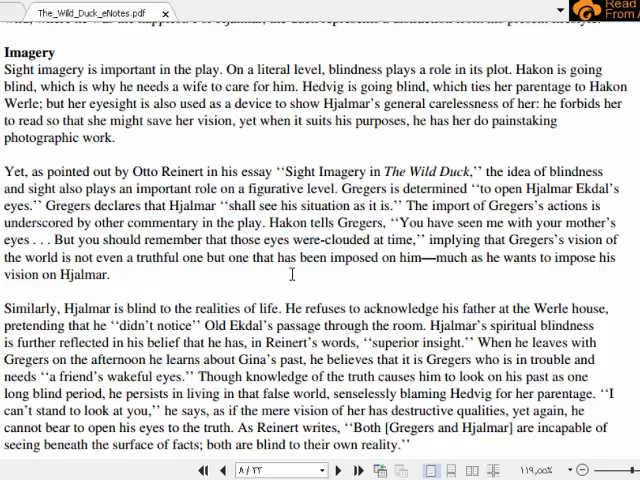 The_Wild_Duck_eNotes.pdf
Read
From A
Imagery
Sight imagery is important in the play. On a literal level, blindness plays a role in its plot. Hakon is going
blind, which is why he needs a wife to care for him. Hedvig is going blind, which ties her parentage to Hakon
Werle; but her eyesight is also used as a device to show Hjalmar's general carelessness of her: he forbids her
to read so that she might save her vision, yet when it suits his purposes, he has her do painstaking
photographic work.
Yet, as pointed out by Otto Reinert in his essay ‘‘Sight Imagery in The Wild Duck,’’ the idea of blindness
and sight also plays an important role on a figurative level. Gregers is determined ‘‘to open Hjalmar Ekdal's
eyes.’’ Gregers declares that Hjalmar ‘‘shall see his situation as it is.’’ The import of Gregers's actions is
underscored by other commentary in the play. Hakon tells Gregers, ‘‘You have seen me with your mother's
eyes . . . But you should remember that those eyes were-clouded at time,’’ implying that Gregers's vision of
the world is not even a truthful one but one that has been imposed on him—much as he wants to impose his
vision on Hjalmar.
Similarly, Hjalmar is blind to the realities of life. He refuses to acknowledge his father at the Werle house,
pretending that he ‘‘didn't notice’’ Old Ekdal's passage through the room. Hjalmar's spiritual blindness
is further reflected in his belief that he has, in Reinert's words, ‘‘superior insight.’’ When he leaves with
Gregers on the afternoon he learns about Gina's past, he believes that it is Gregers who is in trouble and
needs ‘‘a friend's wakeful eyes.’’ Though knowledge of the truth causes him to look on his past as one
long blind period, he persists in living in that false world, senselessly blaming Hedvig for her parentage. ‘‘I
can't stand to look at you,’’ he says, as if the mere vision of her has destructive qualities, yet again, he
cannot bear to open his eyes to the truth. As Reinert writes, ‘‘Both [Gregers and Hjalmar] are incapable of
seeing beneath the surface of facts; both are blind to their own reality.’’
۸ / ۲۲
۱۱۹,۵۵%